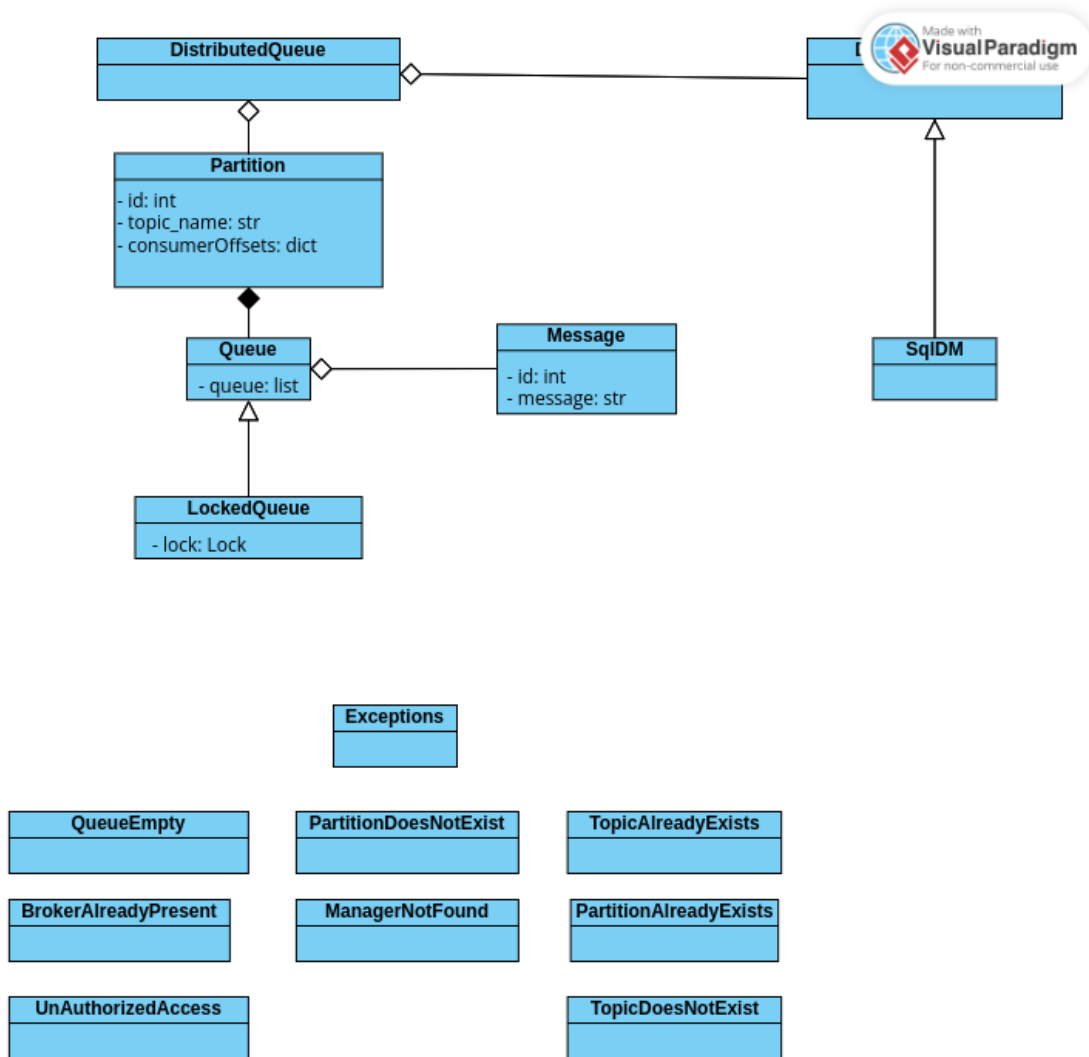 Made with
Visual Paradigm
For non-commercial use
DistributedQueue
Partition
- id: int
- topic_name: str
- consumerOffsets: dict
Queue
- queue: list
Message
- id: int
- message: str
SqlDM
LockedQueue
- lock: Lock
Exceptions
QueueEmpty
PartitionDoesNotExist
TopicAlreadyExists
BrokerAlreadyPresent
ManagerNotFound
PartitionAlreadyExists
UnAuthorizedAccess
TopicDoesNotExist